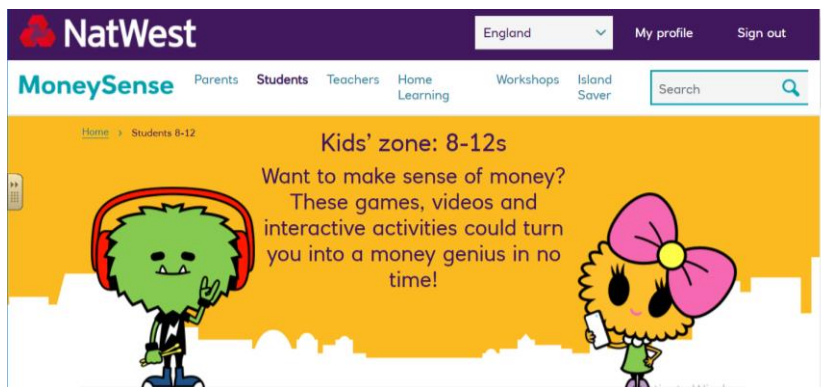 NatWest
England
My profile
Sign out
MoneySense
Parents
Students
Teachers
Home
Learning
Workshops
Island
Saver
Search
Home > Students 8-12
Kids' zone: 8-12s
Want to make sense of money?
These games, videos and
interactive activities could turn
you into a money genius in no
time!